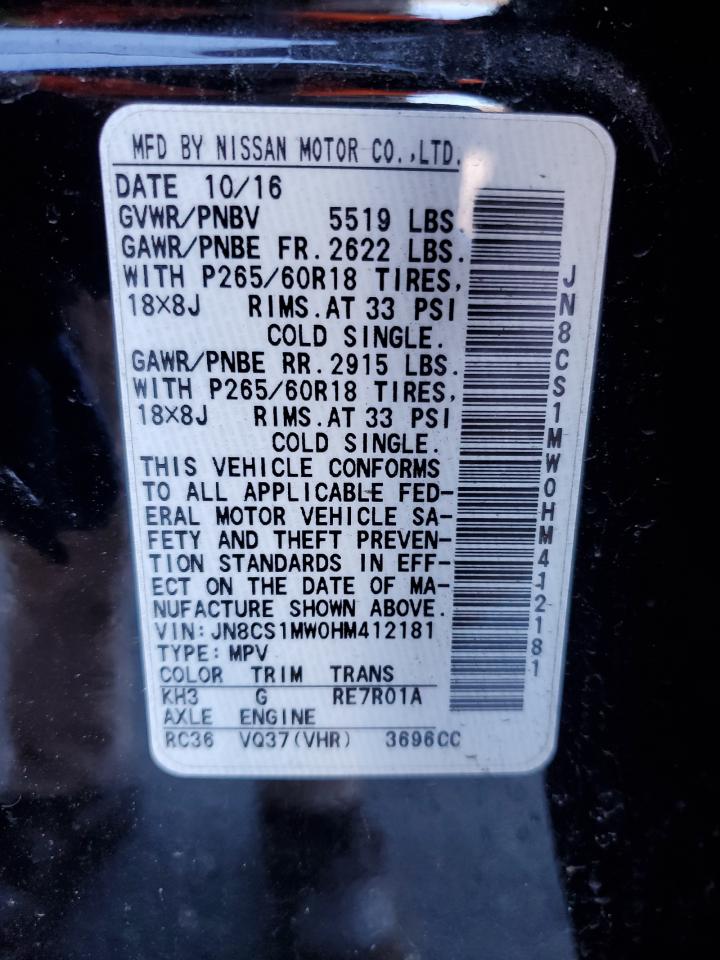 MFD BY NISSAN MOTOR CO.,LTD.
DATE 10/16
GVWR/PNBV 5519 LBS.
GAWR/PNBE FR.2622 LBS.
WITH P265/60R18 TIRES,
18X8J RIMS.AT 33 PSI
COLD SINGLE.
GAWR/PNBE RR.2915 LBS.
WITH P265/60R18 TIRES,
18X8J RIMS.AT 33 PSI
COLD SINGLE.
THIS VEHICLE CONFORMS
TO ALL APPLICABLE FED-
ERAL MOTOR VEHICLE SA-
FETY AND THEFT PREVEN-
TION STANDARDS IN EFF-
ECT ON THE DATE OF MA-
NUFACTURE SHOWN ABOVE.
VIN:JN8CS1MW0HM412181
TYPE:MPV
COLOR TRIM TRANS
KH3 G RE7R01A
AXLE ENGINE
RC36 VQ37(VHR) 3696CC
JN8CS1MW0HM412181